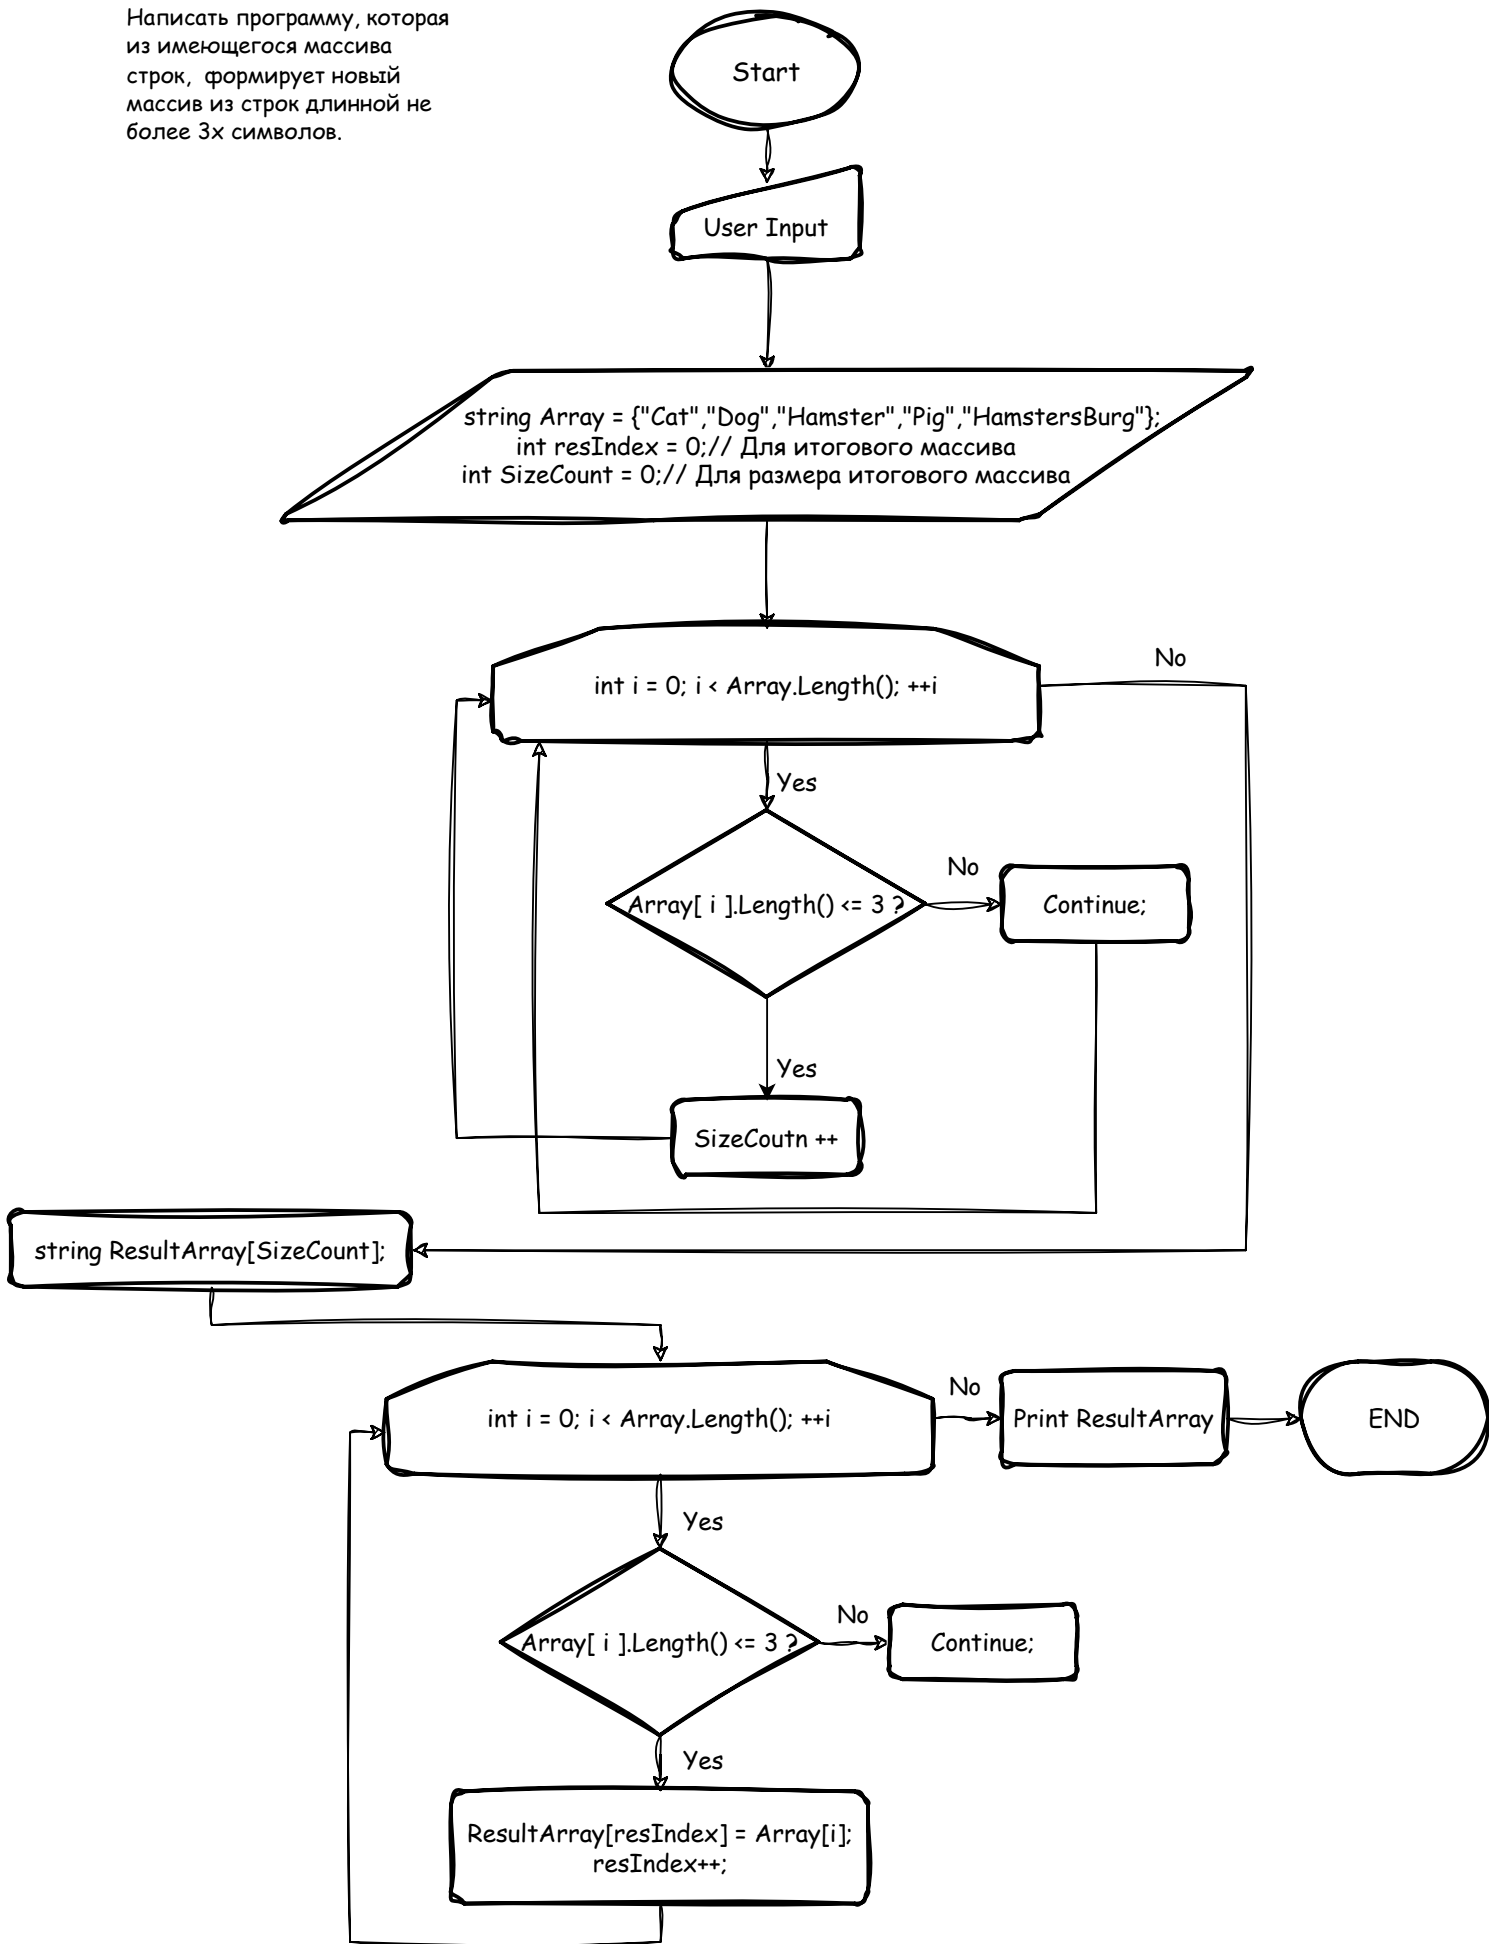 Написать программу, которая
из имеющегося массива
строк, формирует новый
массив из строк длинной не
более 3х символов.
Start
User Input
string Array = {"Cat","Dog","Hamster","Pig","HamstersBurg"};
int resIndex = 0;// Для итогового массива
int SizeCount = 0;// Для размера итогового массива
int i = 0; i < Array.Length(); ++i
No
Yes
Array[ i ].Length() <= 3 ?
No
Continue;
Yes
SizeCoutn ++
string ResultArray[SizeCount];
int i = 0; i < Array.Length(); ++i
No
Print ResultArray
END
Yes
Array[ i ].Length() <= 3 ?
No
Continue;
Yes
ResultArray[resIndex] = Array[i];
resIndex++;